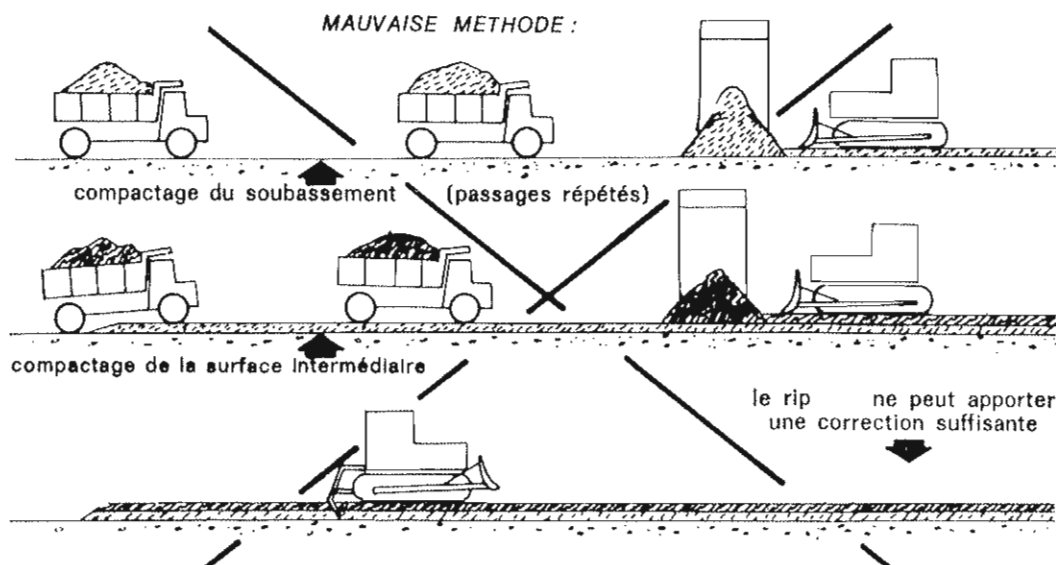 MAUVAISE METHODE :
compactage du soubassement (passages répétés)
compactage de la surface intermédiaire
le rip ne peut apporter
une correction suffisante